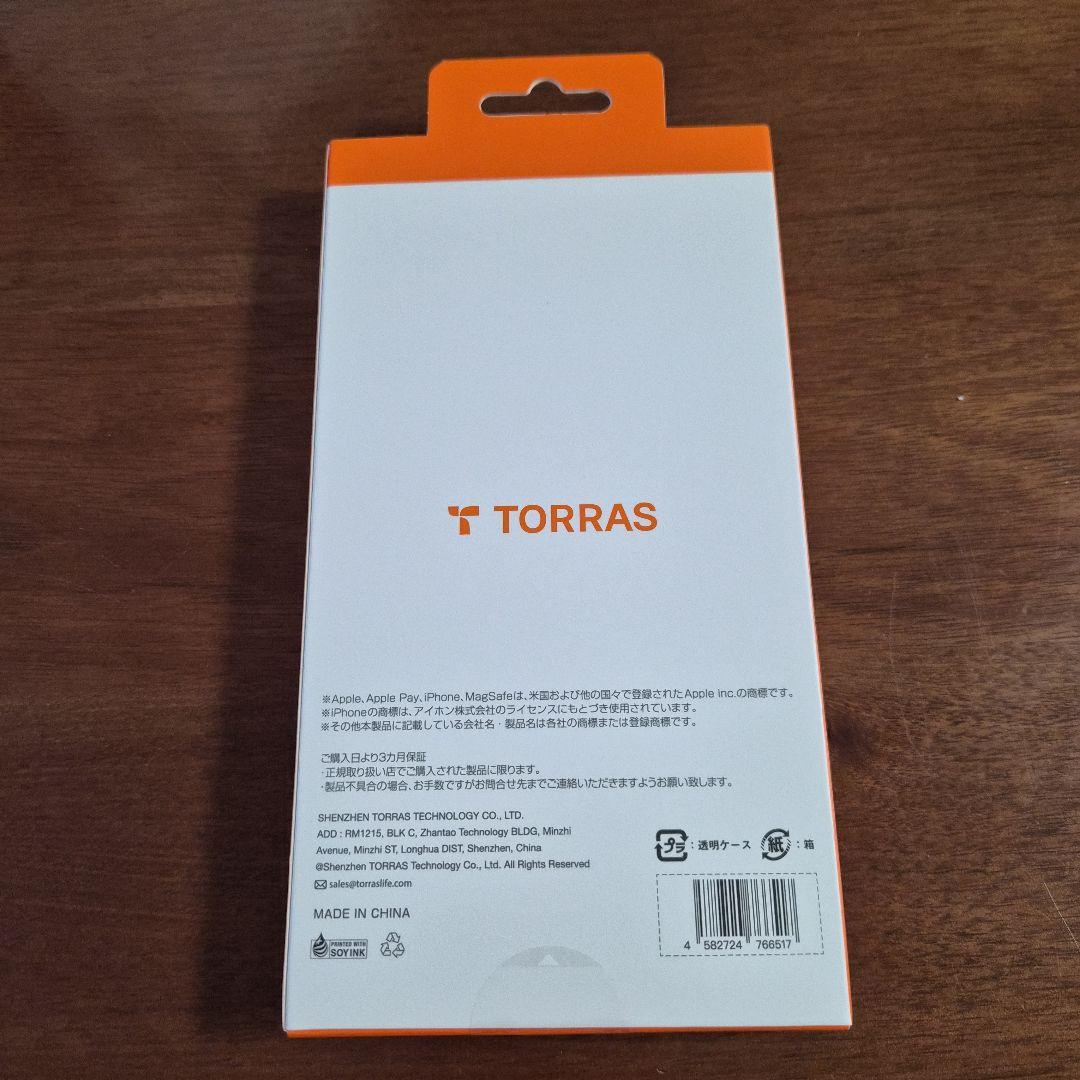 TORRAS
※Apple、Apple Pay、iPhone、MagSafeは、米国および他の国々で登録されたApple inc.の商標です。
※iPhoneの商標は、アイホン株式会社のライセンスにもとづき使用されています。
※その他本製品に記載している会社名・製品名は各社の商標または登録商標です。
ご購入日より3カ月保証
·正規取り扱い店でご購入された製品に限ります。
·製品不具合の場合、お手数ですがお問合せ先までご連絡いただきますようお願い致します。
SHENZHEN TORRAS TECHNOLOGY CO., LTD.
ADD : RM1215, BLK C, Zhantao Technology BLDG, Minzhi
Avenue, Minzhi ST, Longhua DIST, Shenzhen, China
@Shenzhen TORRAS Technology Co., Ltd. All Rights Reserved
sales@torraslife.com
MADE IN CHINA
PRINTED WITH
SOY INK
プラ : 透明ケース 紙 : 箱
4 582724 766517